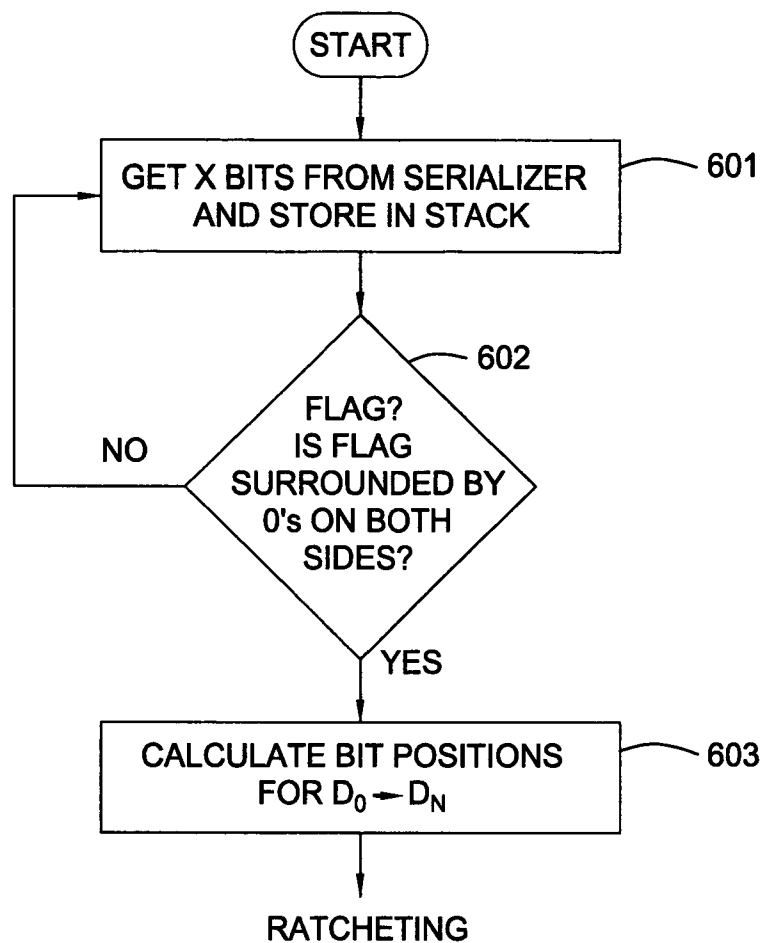 START
GET X BITS FROM SERIALIZER
AND STORE IN STACK
601
602
FLAG?
IS FLAG
SURROUNDED BY
0's ON BOTH
SIDES?
NO
YES
CALCULATE BIT POSITIONS
FOR D₀ → D_N
603
RATCHETING